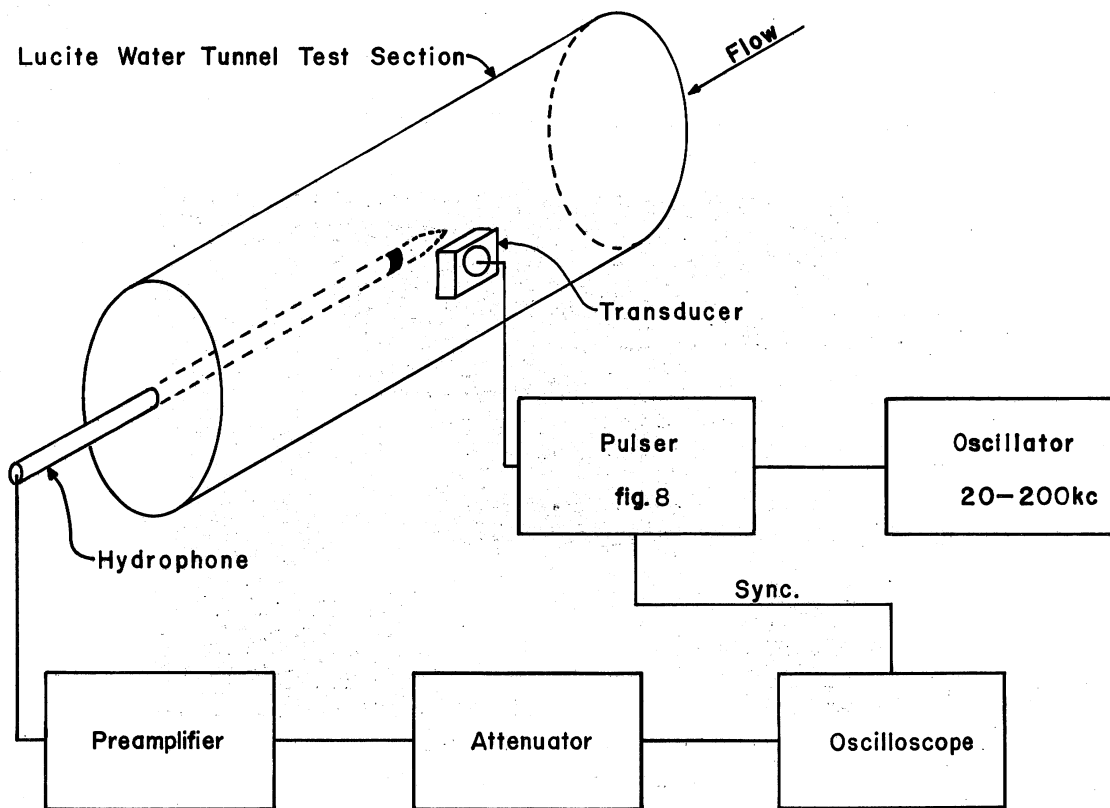 Lucite Water Tunnel Test Section
Flow
Transducer
Pulser
fig. 8
Oscillator
20-200kc
Hydrophone
Sync.
Preamplifier
Attenuator
Oscilloscope